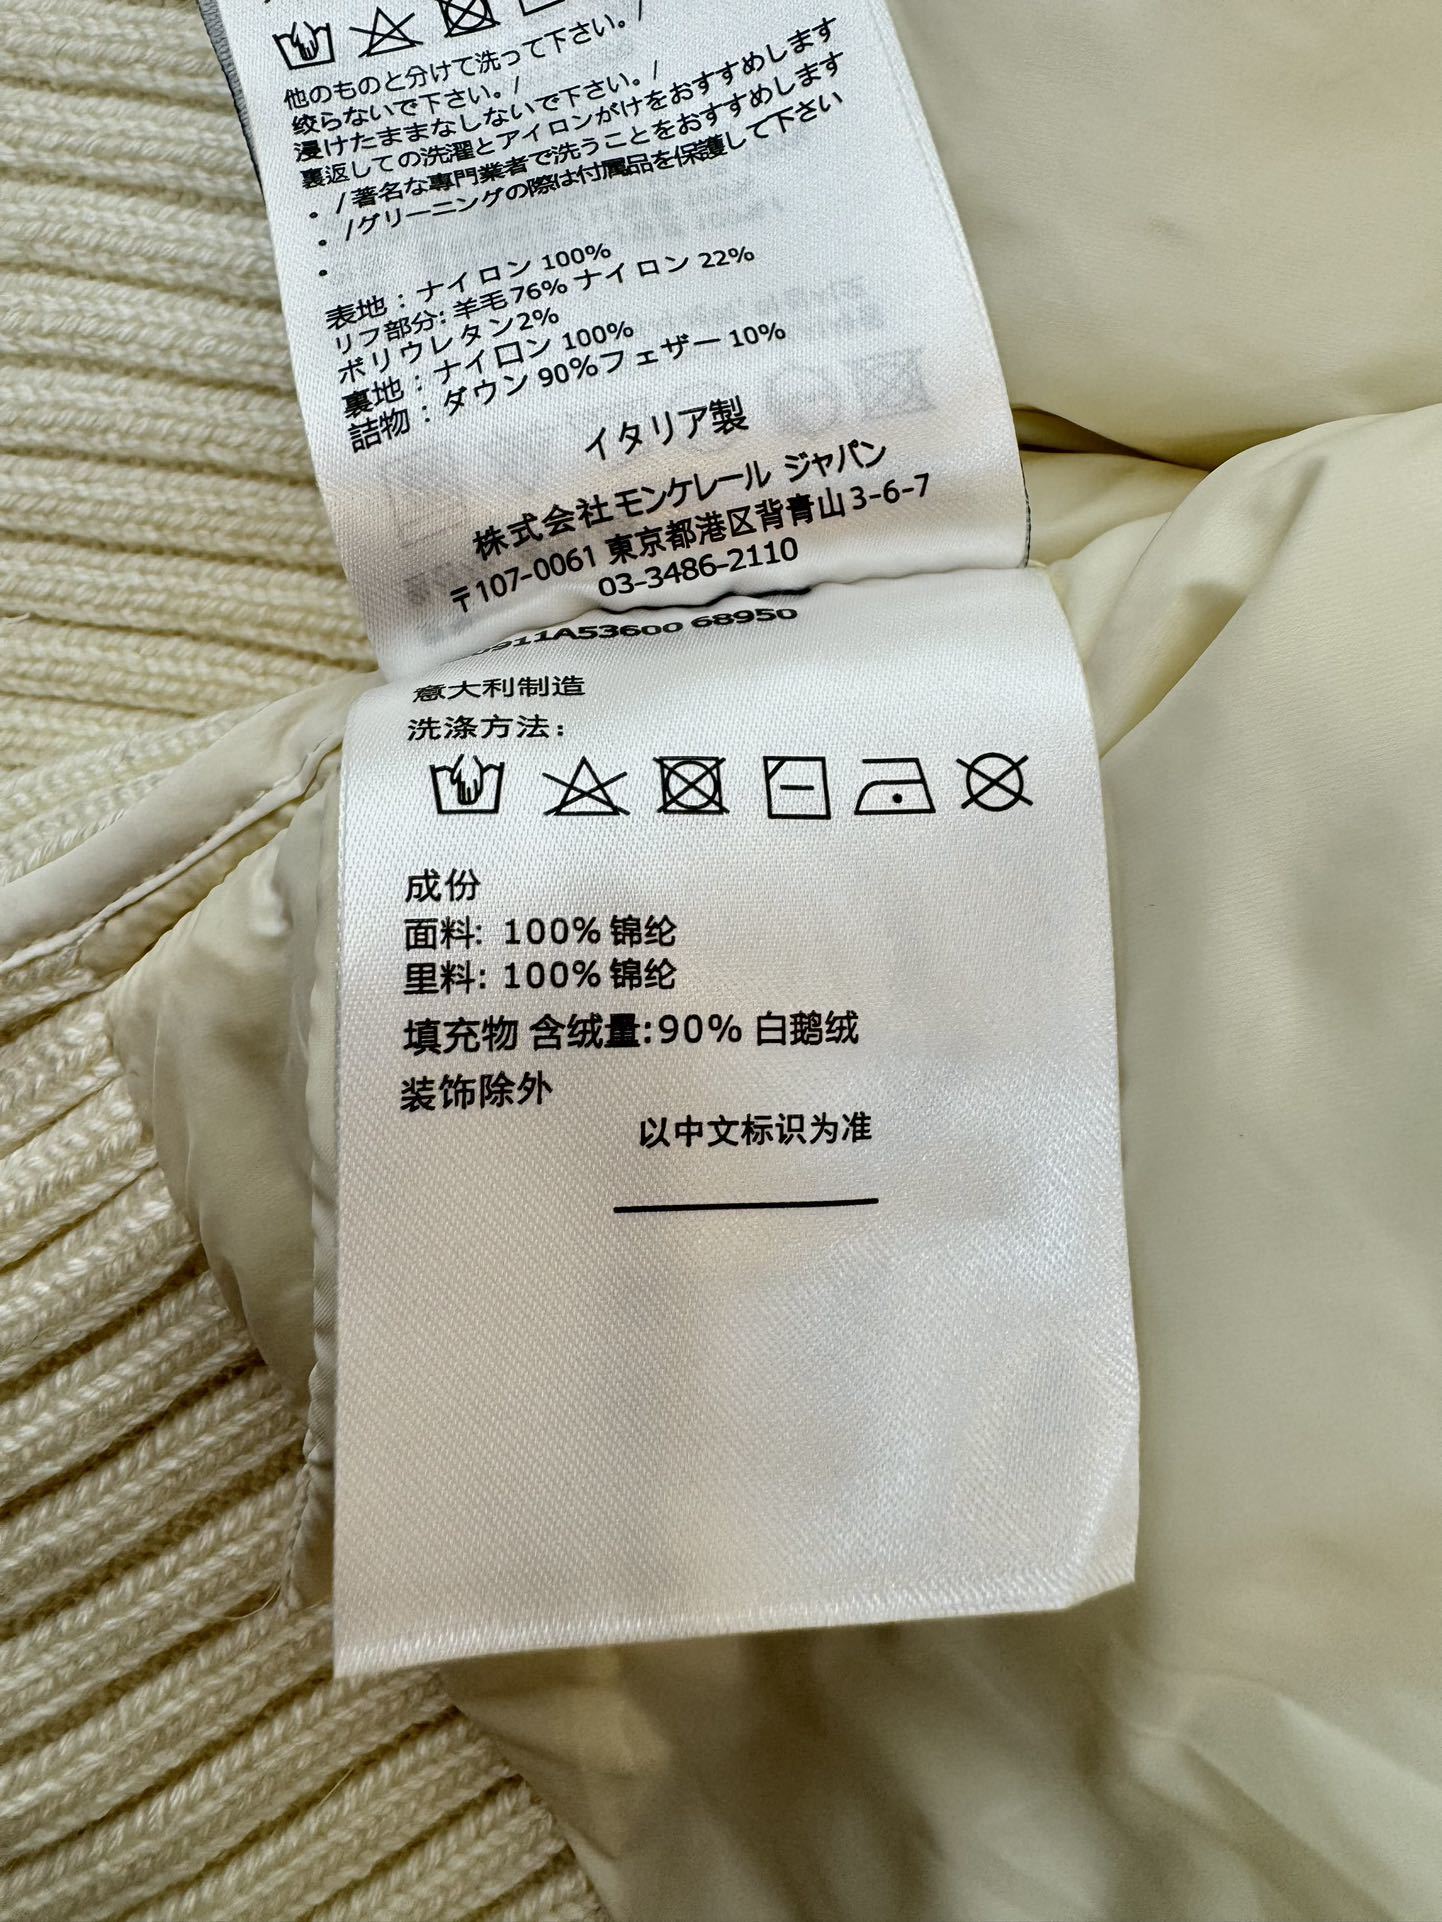 他のものと分けて洗って下さい。/
絞らないで下さい。/
浸けたままなしないで下さい。/
裏返しての洗濯とアイロンがけをおすすめします
・/著名な専門業者で洗うことをおすすめします
・/グリーニングの際は付属品を保護して下さい
・
表地：ナイロン 100%
リフ部分: 羊毛76% ナイロン 22%
ポリウレタン2%
裏地：ナイロン 100%
詰物：ダウン 90%フェザー 10%
イタリア製
株式会社モンケレール ジャパン
〒107-0061 東京都港区背青山3-6-7
03-3486-2110
0911A53600 68950
意大利制造
洗涤方法:
成份
面料: 100% 锦纶
里料: 100% 锦纶
填充物 含绒量:90% 白鹅绒
装饰除外
以中文标识为准